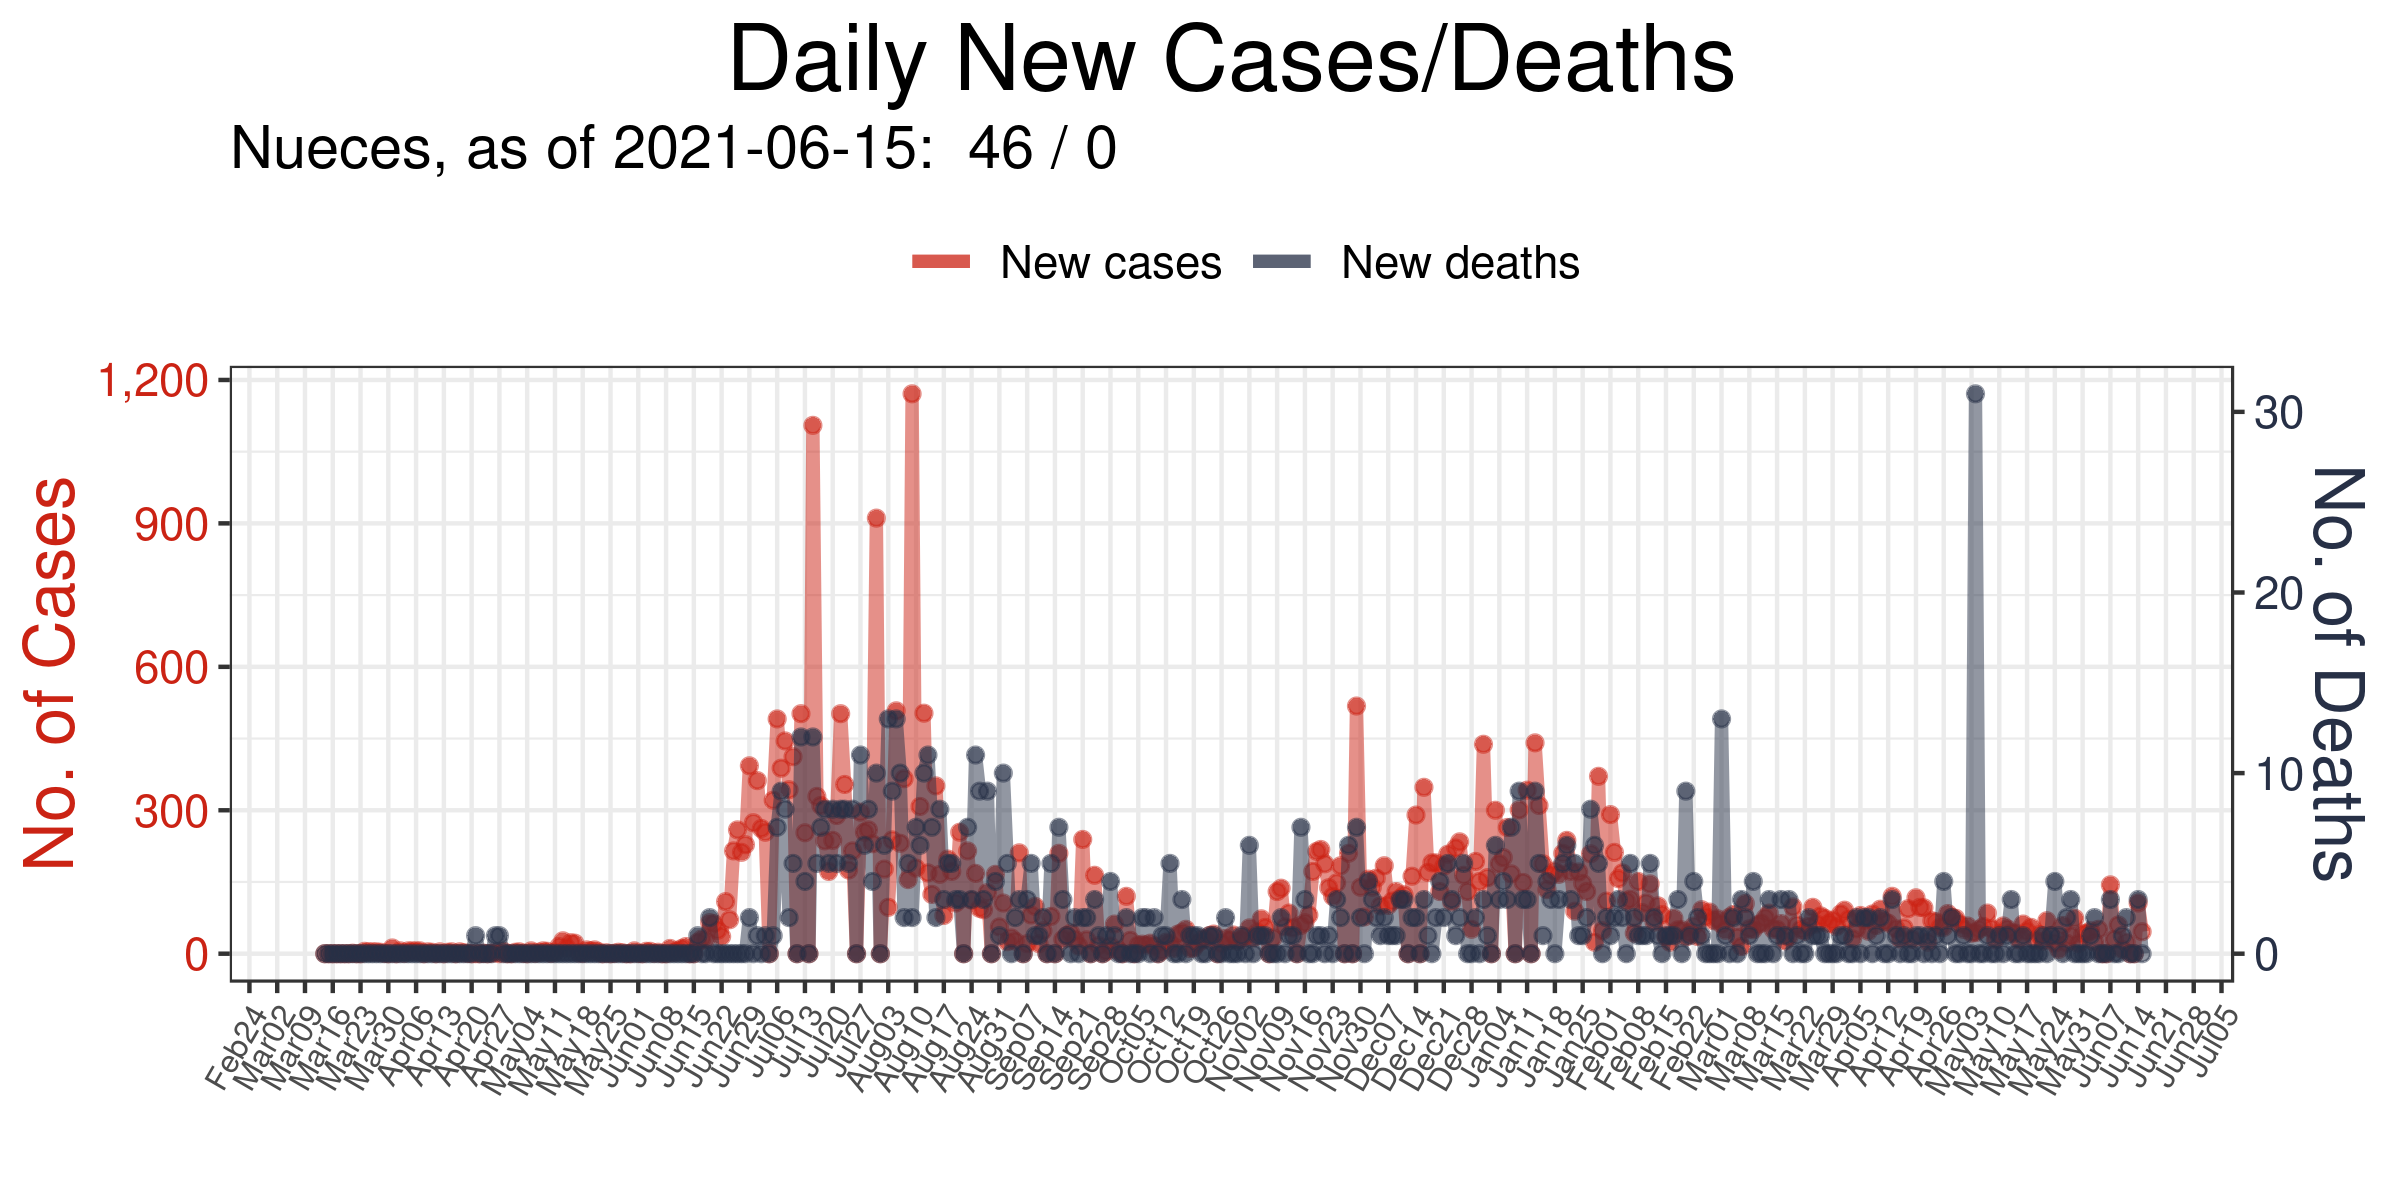 Daily New Cases/Deaths
Nueces, as of 2021-06-15:  46 / 0
New cases New deaths
No. of Cases
1,200
900
600
300
0
30
20
10
0
No. of Deaths
Feb24 Mar02 Mar09 Mar16 Mar23 Mar30 Apr06 Apr13 Apr20 Apr27 May04 May11 May18 May25 Jun01 Jun08 Jun15 Jun22 Jun29 Jul06 Jul13 Jul20 Jul27 Aug03 Aug10 Aug17 Aug24 Aug31 Sep07 Sep14 Sep21 Sep28 Oct05 Oct12 Oct19 Oct26 Nov02 Nov09 Nov16 Nov23 Nov30 Dec07 Dec14 Dec21 Dec28 Jan04 Jan11 Jan18 Jan25 Feb01 Feb08 Feb15 Feb22 Mar01 Mar08 Mar15 Mar22 Mar29 Apr05 Apr12 Apr19 Apr26 May03 May10 May17 May24 May31 Jun07 Jun14 Jun21 Jun28 Jul05